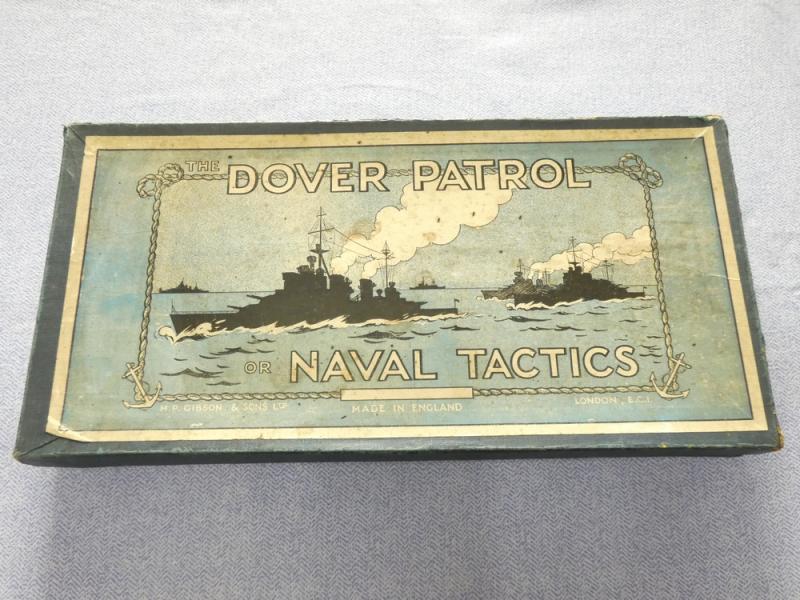 THE DOVER PATROL
OR NAVAL TACTICS
H.P. GIBSON & SONS LTD MADE IN ENGLAND LONDON, E.C.1.